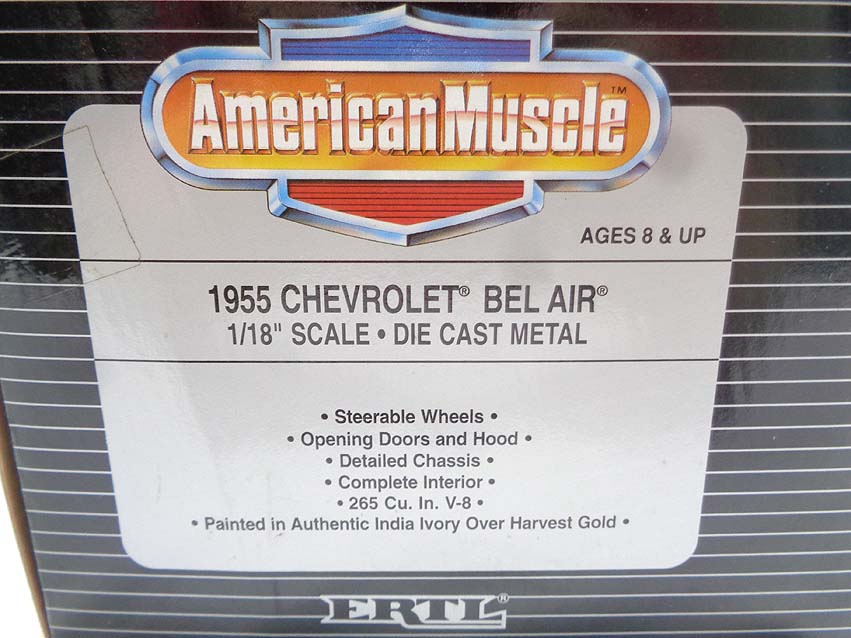 AmericanMuscle™
AGES 8 & UP
1955 CHEVROLET® BEL AIR®
1/18" SCALE • DIE CAST METAL
• Steerable Wheels •
• Opening Doors and Hood •
• Detailed Chassis •
• Complete Interior •
• 265 Cu. In. V-8 •
• Painted in Authentic India Ivory Over Harvest Gold •
ERTL®